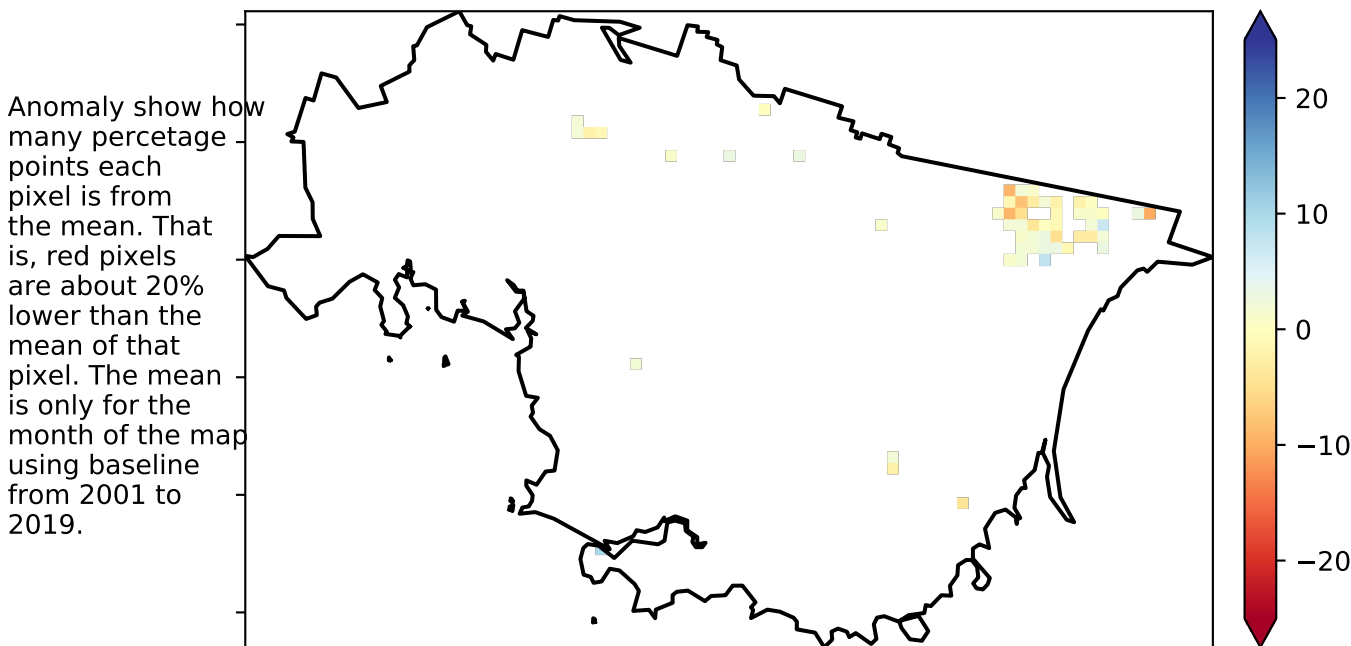 Anomaly show how
many percetage
points each
pixel is from
the mean. That
is, red pixels
are about 20%
lower than the
mean of that
pixel. The mean
is only for the
month of the map
using baseline
from 2001 to
2019.
20
10
0
−10
−20